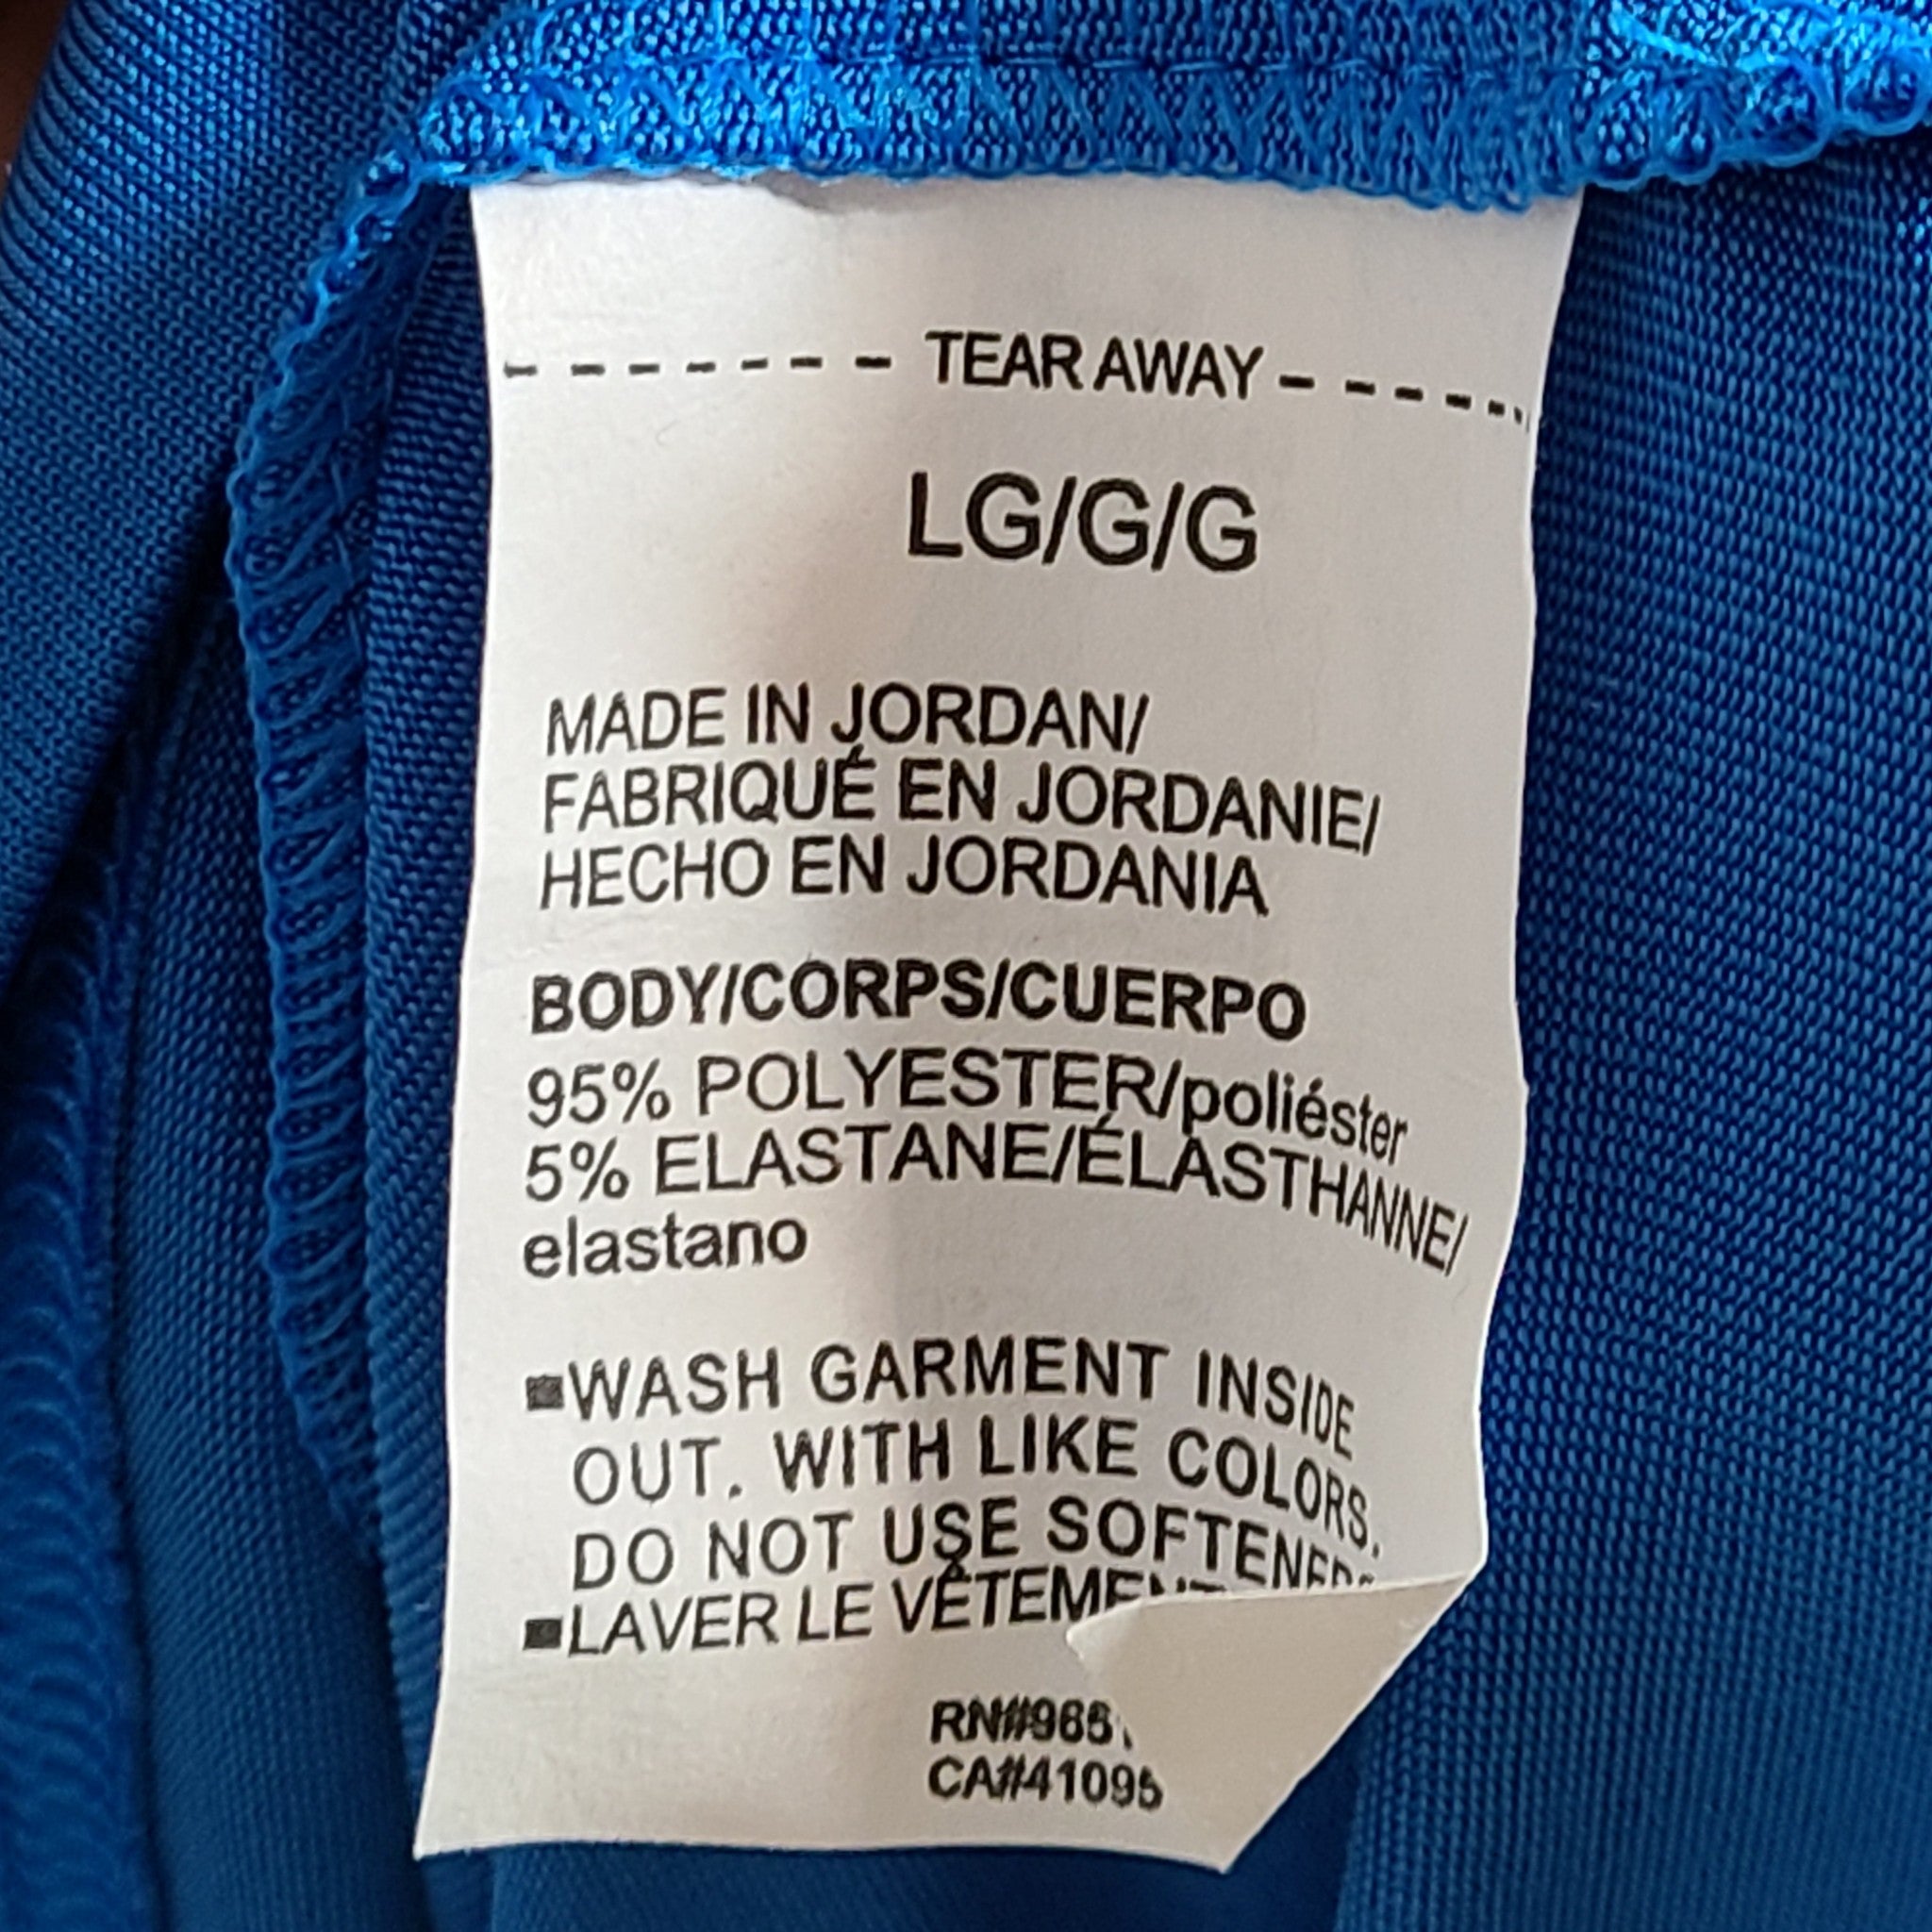 TEAR AWAY
LG/G/G
MADE IN JORDAN/
FABRIQUÉ EN JORDANIE/
HECHO EN JORDANIA
BODY/CORPS/CUERPO
95% POLYESTER/poliéster
5% ELASTANE/ÉLASTHANNE/
elastano
▪WASH GARMENT INSIDE
OUT. WITH LIKE COLORS.
DO NOT USE
▪LAVER LE
CA#41095